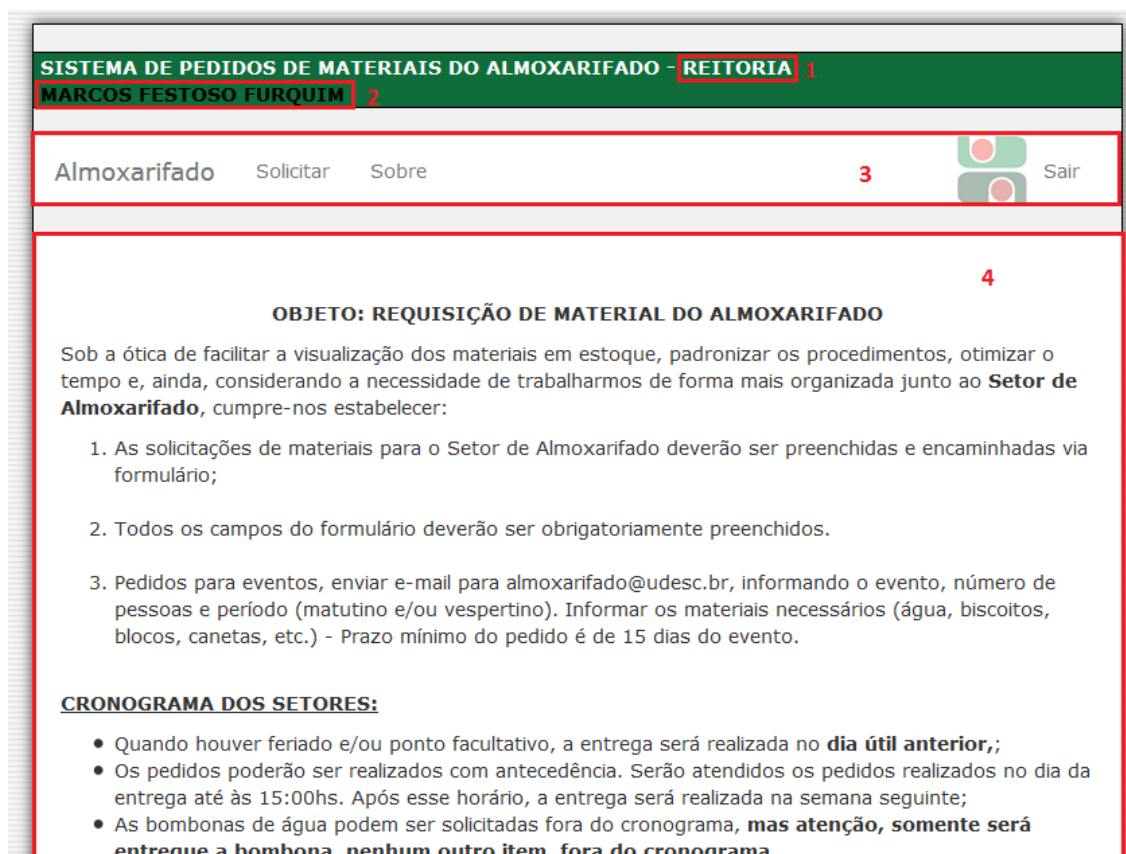 SISTEMA DE PEDIDOS DE MATERIAIS DO ALMOXARIFADO - REITORIA 1
MARCOS FESTOSO FURQUIM 2
Almoxarifado Solicitar Sobre 3 Sair
4
OBJETO: REQUISIÇÃO DE MATERIAL DO ALMOXARIFADO
Sob a ótica de facilitar a visualização dos materiais em estoque, padronizar os procedimentos, otimizar o
tempo e, ainda, considerando a necessidade de trabalharmos de forma mais organizada junto ao Setor de
Almoxarifado, cumpre-nos estabelecer:
1. As solicitações de materiais para o Setor de Almoxarifado deverão ser preenchidas e encaminhadas via
formulário;
2. Todos os campos do formulário deverão ser obrigatoriamente preenchidos.
3. Pedidos para eventos, enviar e-mail para almoxarifado@udesc.br, informando o evento, número de
pessoas e período (matutino e/ou vespertino). Informar os materiais necessários (água, biscoitos,
blocos, canetas, etc.) - Prazo mínimo do pedido é de 15 dias do evento.
CRONOGRAMA DOS SETORES:
• Quando houver feriado e/ou ponto facultativo, a entrega será realizada no dia útil anterior,;
• Os pedidos poderão ser realizados com antecedência. Serão atendidos os pedidos realizados no dia da
entrega até às 15:00hs. Após esse horário, a entrega será realizada na semana seguinte;
• As bombonas de água podem ser solicitadas fora do cronograma, mas atenção, somente será
entregue a bombona, nenhum outro item, fora do cronograma